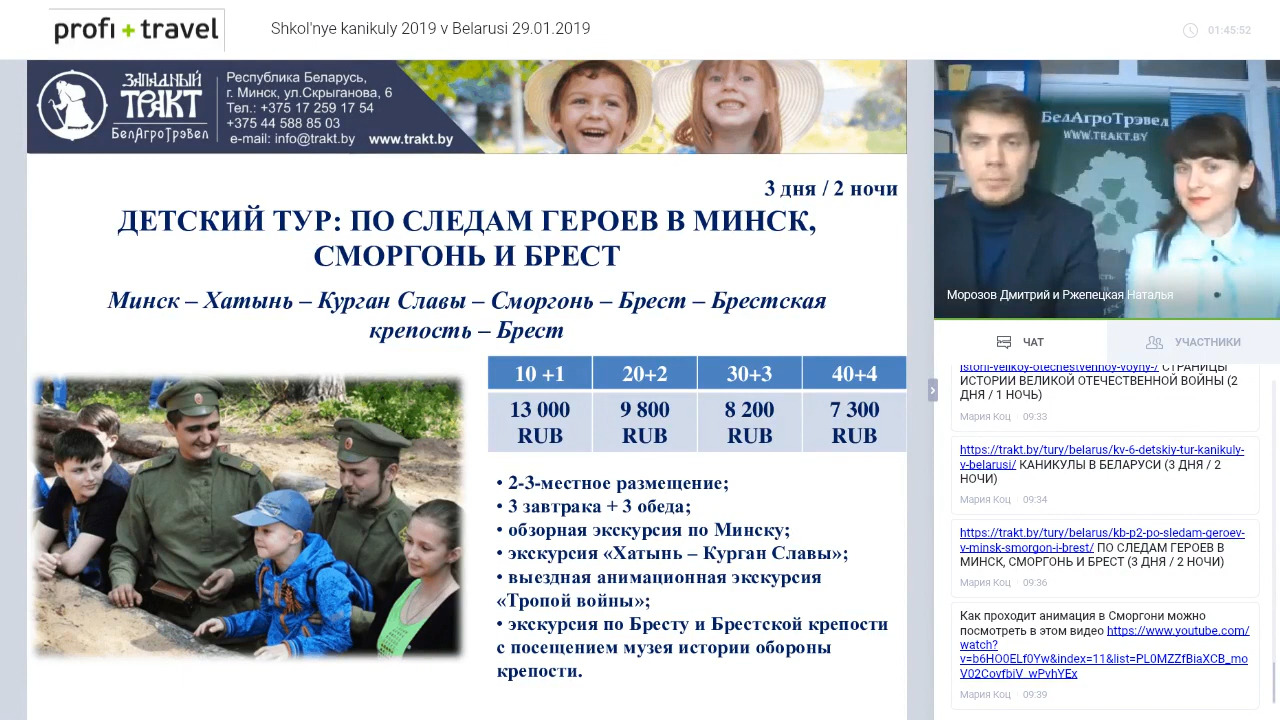 profi + travel
Shkol'nye kanikuly 2019 v Belarusi 29.01.2019
01:45:52
ЗАПАДНЫЙ
ТРАКТ
БелАгроТрэвел
Республика Беларусь,
г. Минск, ул.Скрыганова, 6
Тел.: +375 17 259 17 54
+375 44 588 85 03
e-mail: info@trakt.by www.trakt.by
3 дня / 2 ночи
ДЕТСКИЙ ТУР: ПО СЛЕДАМ ГЕРОЕВ В МИНСК,
СМОРГОНЬ И БРЕСТ
Минск – Хатынь – Курган Славы – Сморгонь – Брест – Брестская
крепость – Брест
10 +1 20+2 30+3 40+4
13 000 9 800 8 200 7 300
RUB RUB RUB RUB
• 2-3-местное размещение;
• 3 завтрака + 3 обеда;
• обзорная экскурсия по Минску;
• экскурсия «Хатынь – Курган Славы»;
• выездная анимационная экскурсия
«Тропой войны»;
• экскурсия по Бресту и Брестской крепости
с посещением музея истории обороны
крепости.
БелАгроТрэвел
WWW.TRAKT.BY
Морозов Дмитрий и Ржепецкая Наталья
ЧАТ УЧАСТНИКИ
istorii-velikoy-otechestvennoy-voyny-/ СТРАНИЦЫ
ИСТОРИИ ВЕЛИКОЙ ОТЕЧЕСТВЕННОЙ ВОЙНЫ (2
ДНЯ / 1 НОЧЬ)
Мария Коц · 09:33
https://trakt.by/tury/belarus/kv-6-detskiy-tur-kanikuly-
v-belarusi/ КАНИКУЛЫ В БЕЛАРУСИ (3 ДНЯ / 2
НОЧИ)
Мария Коц · 09:34
https://trakt.by/tury/belarus/kb-p2-po-sledam-geroev-
v-minsk-smorgon-i-brest/ ПО СЛЕДАМ ГЕРОЕВ В
МИНСК, СМОРГОНЬ И БРЕСТ (3 ДНЯ / 2 НОЧИ)
Мария Коц · 09:36
Как проходит анимация в Сморгони можно
посмотреть в этом видео https://www.youtube.com/
watch?
v=b6HO0ELf0Yw&index=11&list=PL0MZZfBiaXCB_mo
V02CovfbiV_wPvhYEx
Мария Коц · 09:39